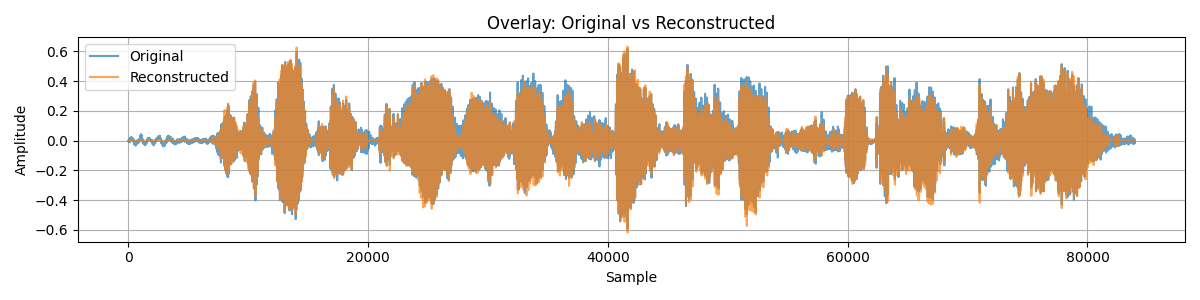 Overlay: Original vs Reconstructed
Original
Reconstructed
Amplitude
0.6
0.4
0.2
0.0
−0.2
−0.4
−0.6
0 20000 40000 60000 80000
Sample